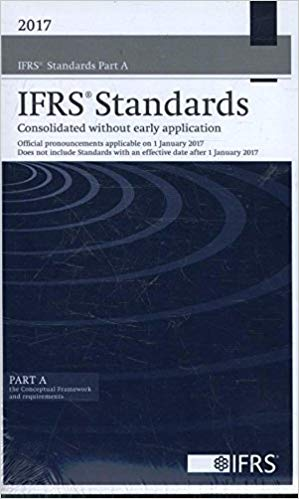 2017
IFRS® Standards Part A
IFRS® Standards
Consolidated without early application
Official pronouncements applicable on 1 January 2017
Does not include Standards with an effective date after 1 January 2017
PART A
the Conceptual Framework
and requirements
IFRS®